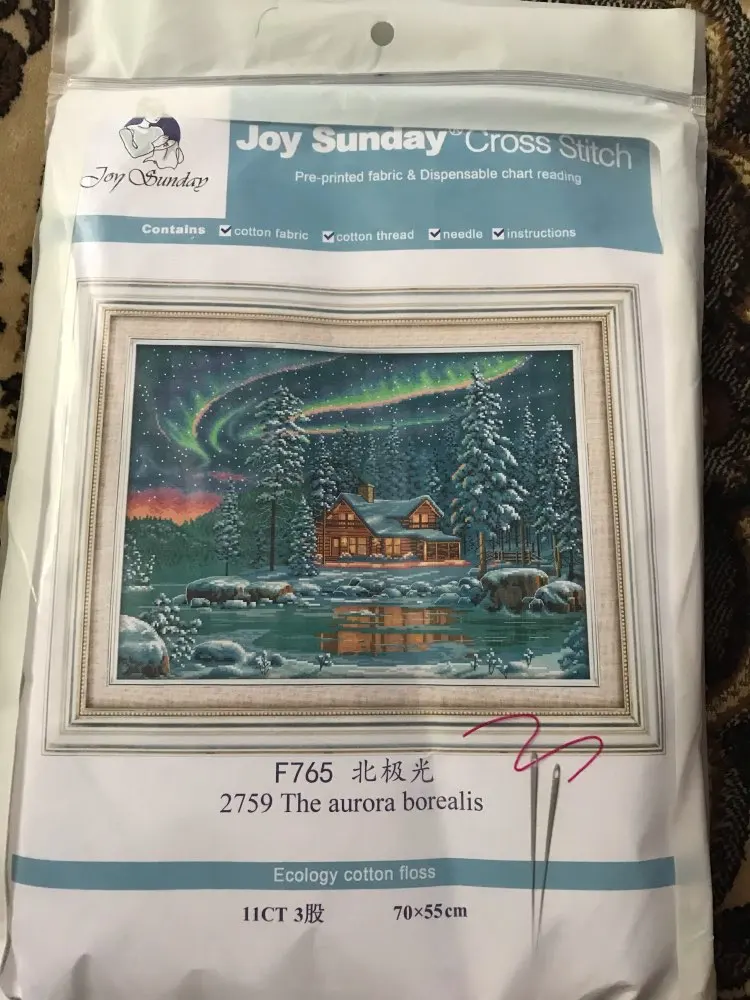 Joy Sunday
Joy Sunday® Cross Stitch
Pre-printed fabric & Dispensable chart reading
Contains cotton fabric cotton thread needle instructions
F765 北极光
2759 The aurora borealis
Ecology cotton floss
11CT 3股 70×55cm